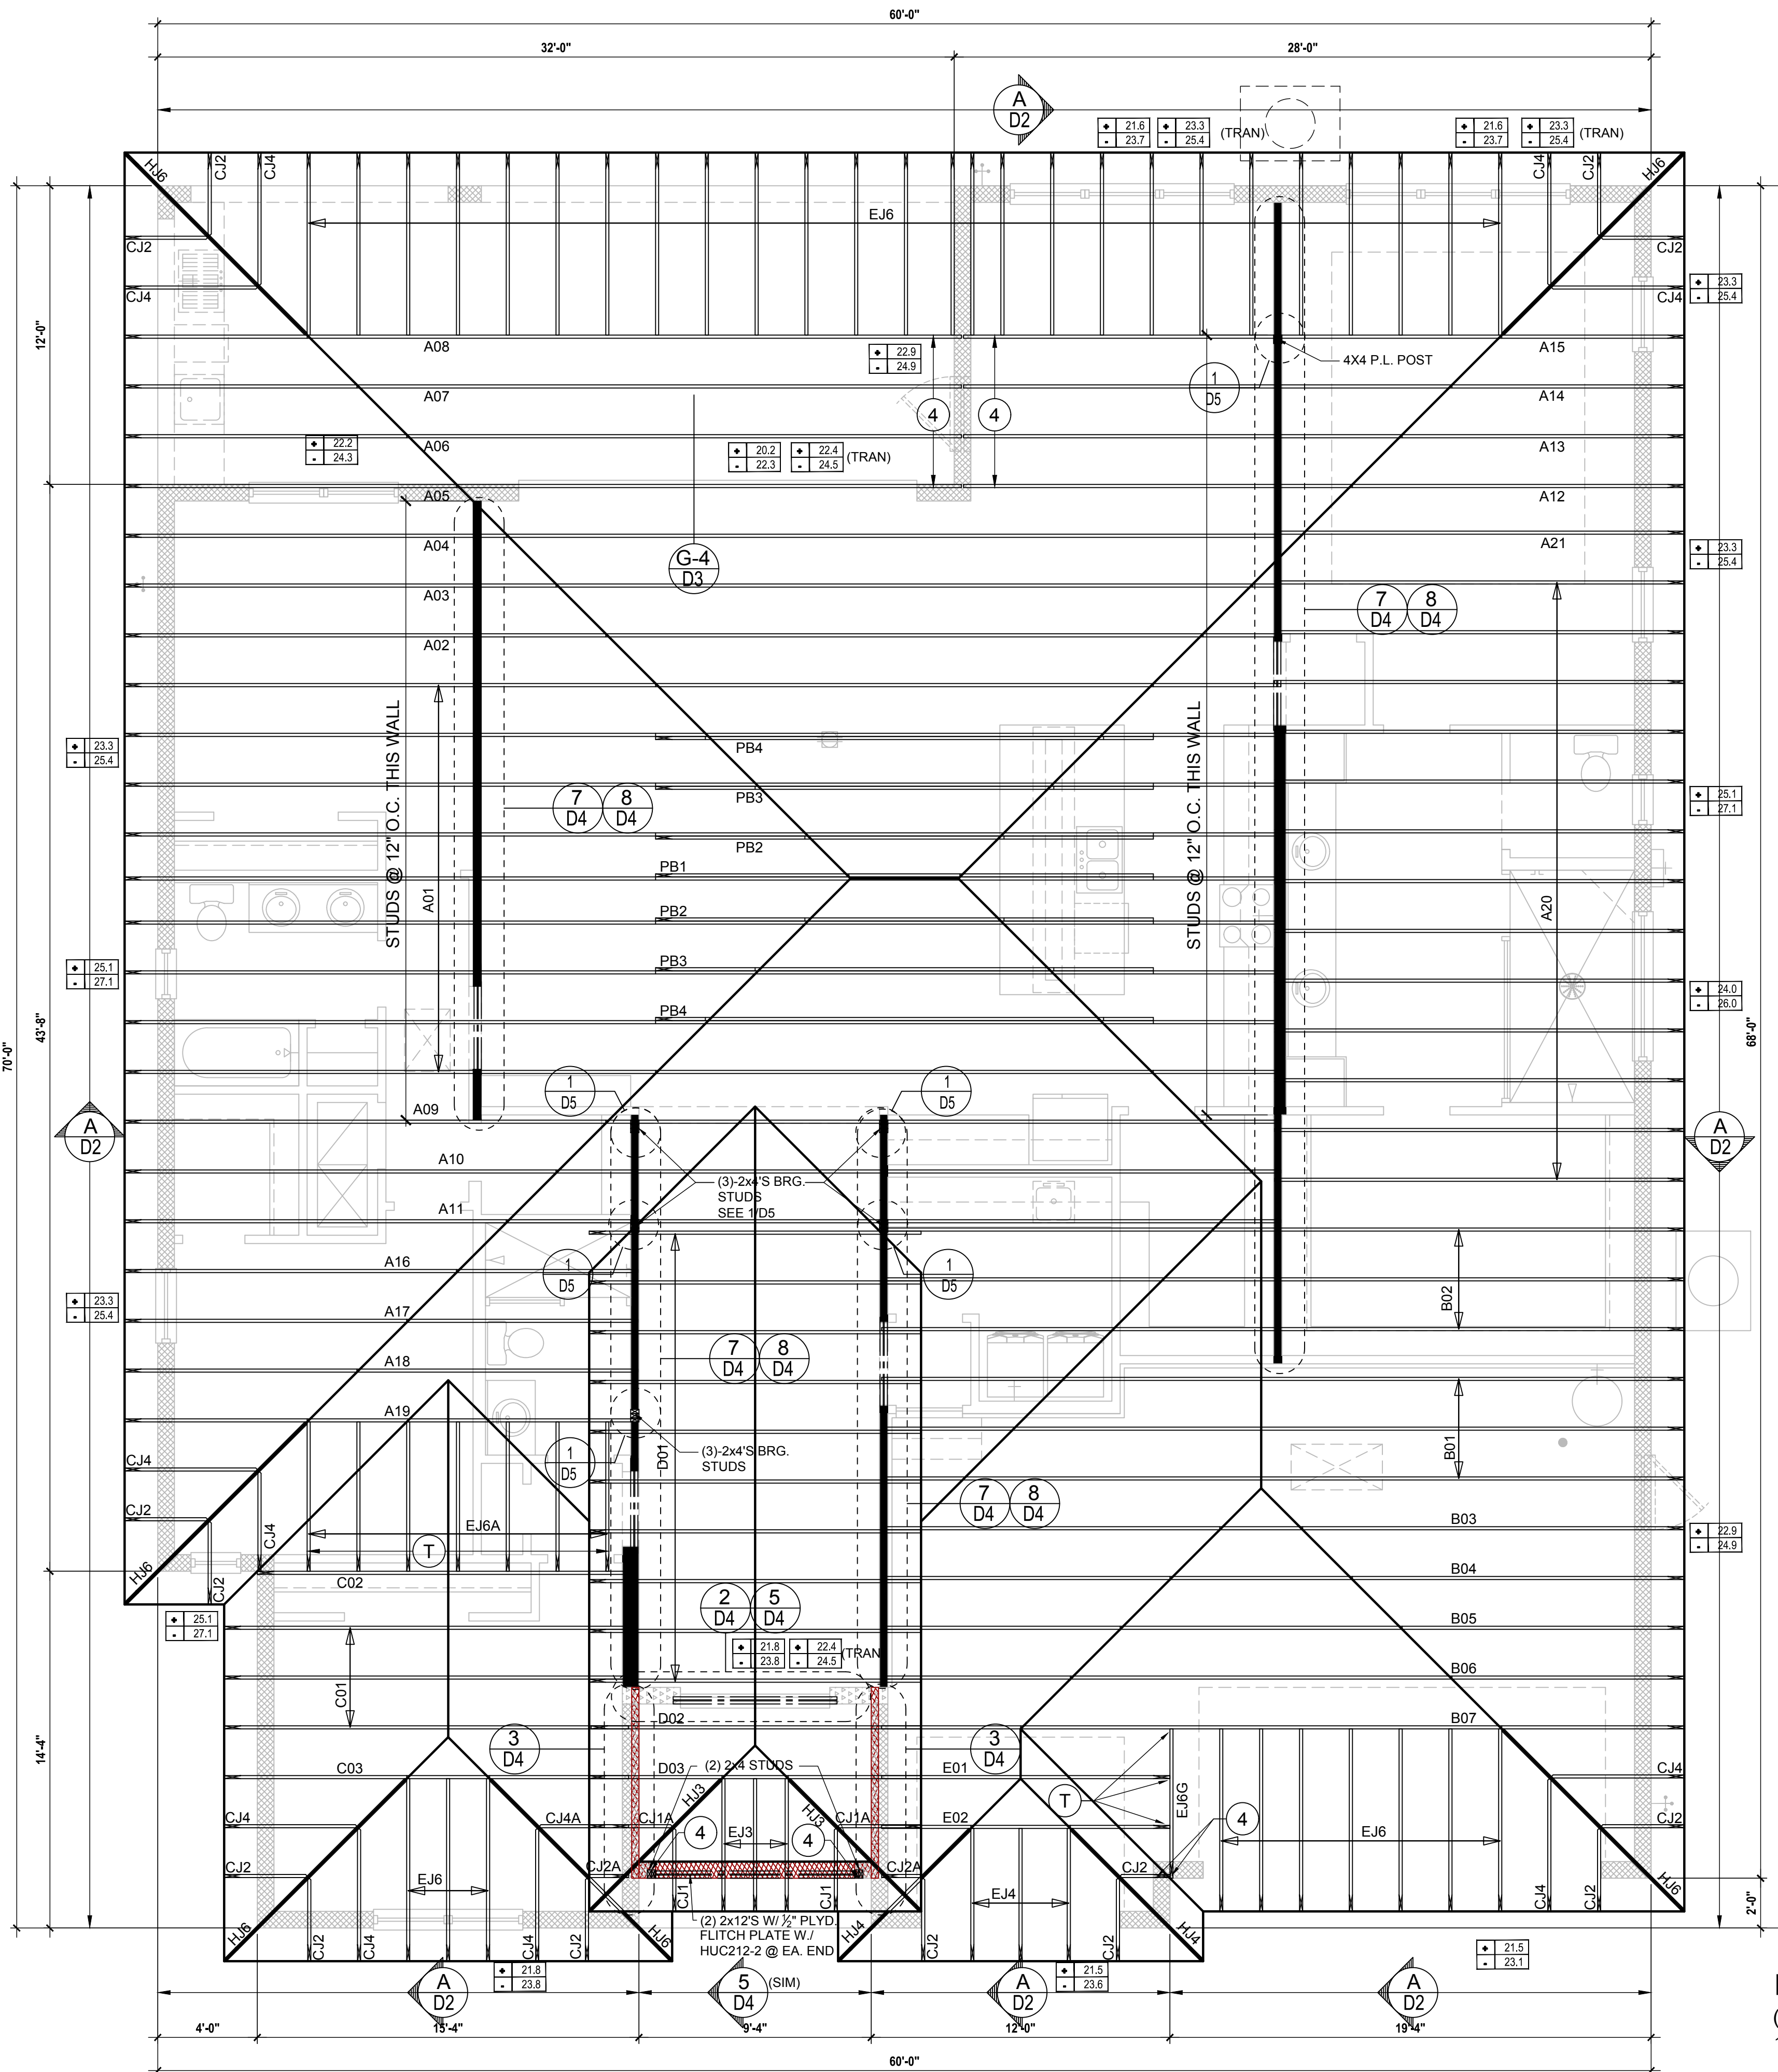 60'-0"
32'-0"
28'-0"
A
D2
+ 21.6
- 23.7
+ 23.3
- 25.4
(TRAN)
+ 21.6
- 23.7
+ 23.3
- 25.4
(TRAN)
HJ6
CJ2
CJ4
CJ4
CJ2
HJ6
EJ6
CJ2
CJ2
CJ4
CJ4
+ 23.3
- 25.4
12'-0"
A08
+ 22.9
- 24.9
4X4 P.L. POST
A15
1
D5
A07
A14
4
4
A06
+ 22.2
- 24.3
+ 20.2
- 22.3
+ 22.4
- 24.5
(TRAN)
A13
A05
A12
A04
A21
+ 23.3
- 25.4
G-4
D3
A03
7
D4
8
D4
A02
STUDS @ 12" O.C. THIS WALL
STUDS @ 12" O.C. THIS WALL
+ 23.3
- 25.4
PB4
PB3
7
D4
8
D4
+ 25.1
- 27.1
PB2
PB1
A01
A20
PB2
PB3
+ 25.1
- 27.1
+ 24.0
- 26.0
PB4
70'-0"
43'-8"
68'-0"
1
D5
1
D5
A09
A
D2
A
D2
A10
(3)-2x4'S BRG.
STUDS
SEE 1/D5
A11
A16
1
D5
1
D5
B02
+ 23.3
- 25.4
A17
A18
7
D4
8
D4
A19
B01
(3)-2x4'S BRG.
STUDS
D01
1
D5
CJ4
CJ2
CJ4
EJ6A
T
7
D4
8
D4
B03
+ 22.9
- 24.9
HJ6
CJ2
C02
B04
2
D4
5
D4
+ 25.1
- 27.1
B05
+ 21.8
- 23.8
+ 22.4
- 24.5
(TRAN
B06
C01
D02
B07
3
D4
3
D4
14'-4"
C03
D03
(2) 2x4 STUDS
E01
CJ4
T
EJ6G
HJ3
HJ3
CJ4
CJ4A
CJ1A
EJ3
CJ1A
E02
4
4
4
EJ6
CJ2
CJ2
CJ2A
CJ2A
CJ2
EJ6
EJ4
CJ1
CJ1
CJ4
CJ2
HJ6
2'-0"
(2) 2x12'S W/ ½" PLYD.
FLITCH PLATE W./
HUC212-2 @ EA. END
HJ6
CJ2
CJ4
CJ4
CJ2
HJ6
HJ4
CJ2
CJ2
HJ4
+ 21.5
- 23.1
+ 21.8
- 23.8
+ 21.5
- 23.6
A
D2
5
D4
(SIM)
A
D2
A
D2
4'-0"
15'-4"
9'-4"
12'-0"
19'-4"
60'-0"